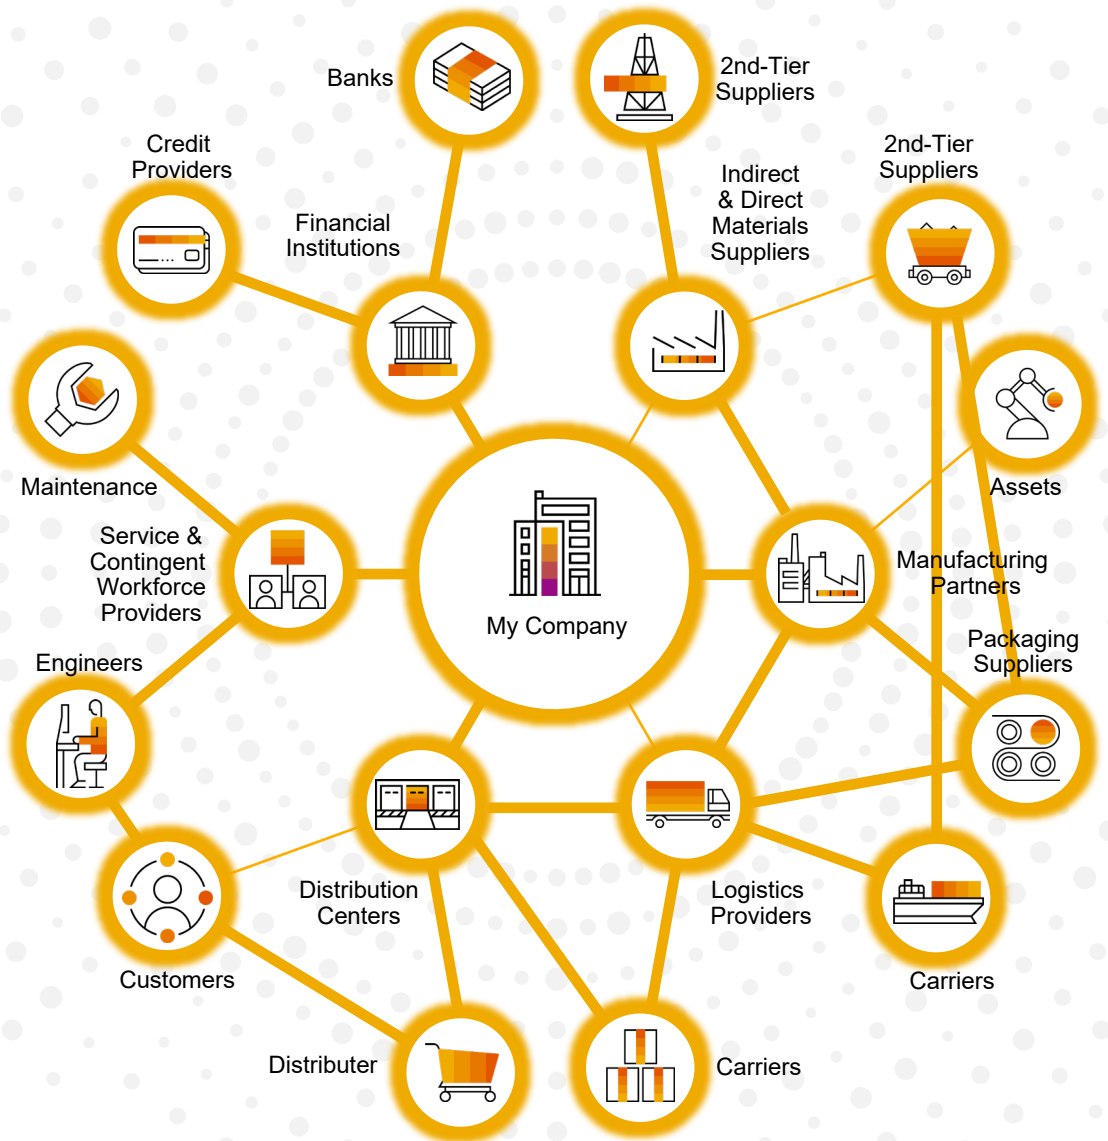 Banks
2nd-Tier
Suppliers
Credit
Providers
2nd-Tier
Suppliers
Indirect
& Direct
Materials
Suppliers
Financial
Institutions
Maintenance
Assets
Service &
Contingent
Workforce
Providers
Manufacturing
Partners
My Company
Engineers
Packaging
Suppliers
Distribution
Centers
Logistics
Providers
Customers
Carriers
Distributer
Carriers